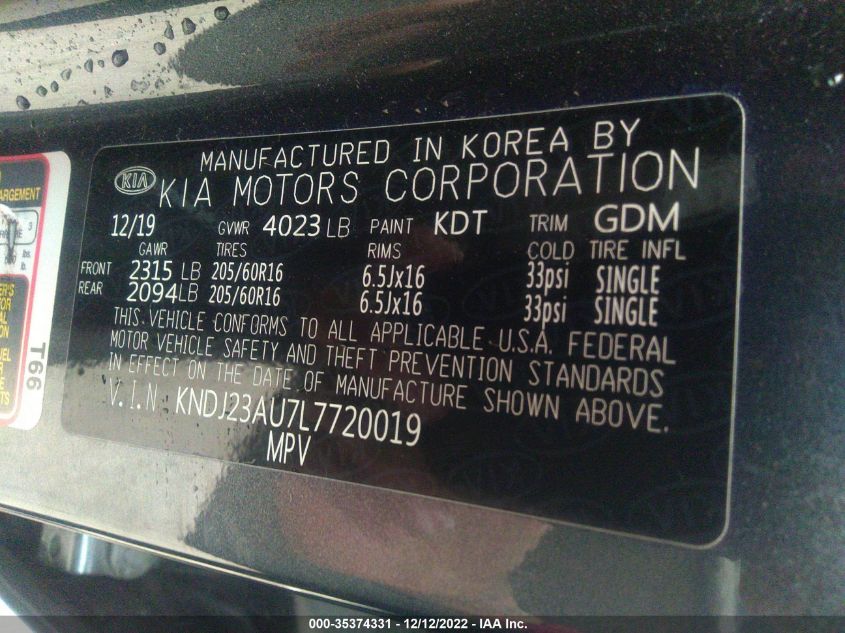 MANUFACTURED IN KOREA BY
KIA KIA MOTORS CORPORATION
12/19 GVWR 4023 LB PAINT KDT TRIM GDM
GAWR TIRES RIMS COLD TIRE INFL
FRONT 2315 LB 205/60R16 6.5Jx16 33psi SINGLE
REAR 2094LB 205/60R16 6.5Jx16 33psi SINGLE
THIS VEHICLE CONFORMS TO ALL APPLICABLE U.S.A. FEDERAL
MOTOR VEHICLE SAFETY AND THEFT PREVENTION STANDARDS
IN EFFECT ON THE DATE OF MANUFACTURE SHOWN ABOVE.
V.I.N KNDJ23AU7L7720019
MPV
T66
000-35374331 - 12/12/2022 - IAA Inc.